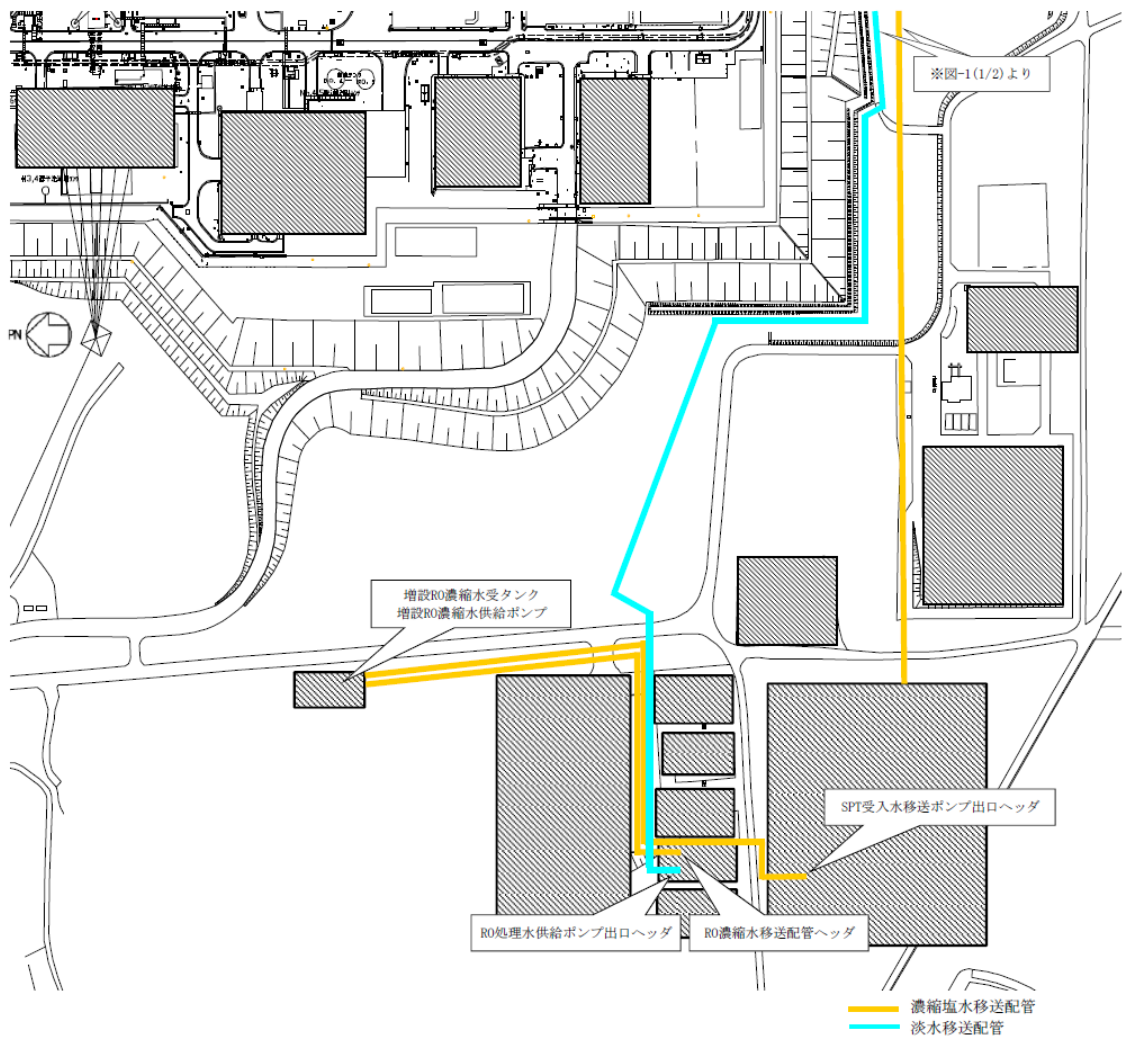 ※図-1(1/2)より
PN
増設RO濃縮水受タンク
増設RO濃縮水供給ポンプ
SPT受入水移送ポンプ出口ヘッダ
RO処理水供給ポンプ出口ヘッダ
RO濃縮水移送配管ヘッダ
濃縮塩水移送配管
淡水移送配管